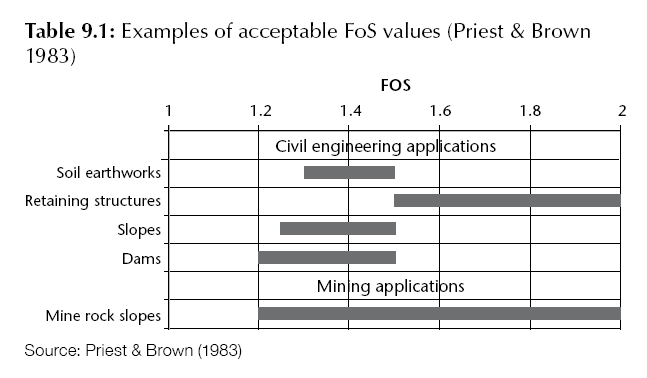 Table 9.1: Examples of acceptable FoS values (Priest & Brown
1983)
FOS
1 1.2 1.4 1.6 1.8 2
Civil engineering applications
Soil earthworks
Retaining structures
Slopes
Dams
Mining applications
Mine rock slopes
Source: Priest & Brown (1983)